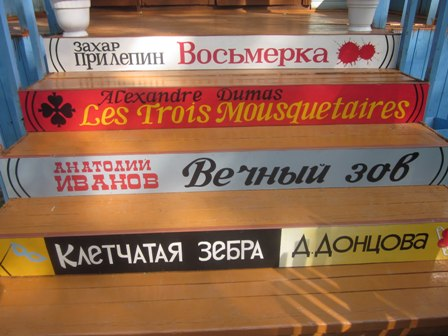 ЗАХАР
ПРИЛЕПИН Восьмерка
Alexandre Dumas
Les Trois Mousquetaires
АНАТОЛИЙ
ИВАНОВ Вечный зов
КЛЕТЧАТАЯ ЗЕБРА Д. ДОНЦОВА